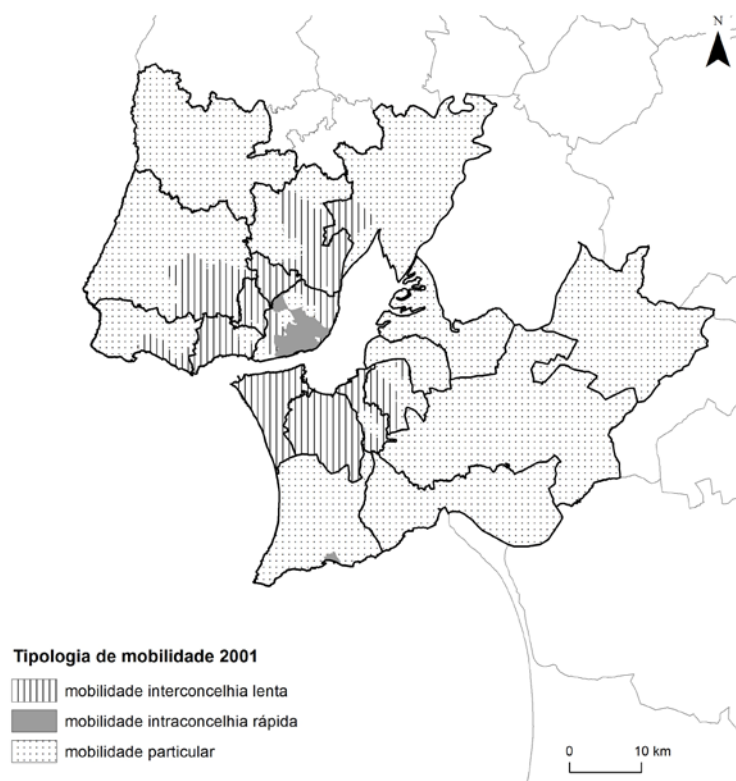 N
Tipologia de mobilidade 2001
mobilidade interconcelhia lenta
mobilidade intraconcelhia rápida
mobilidade particular
0 10 km